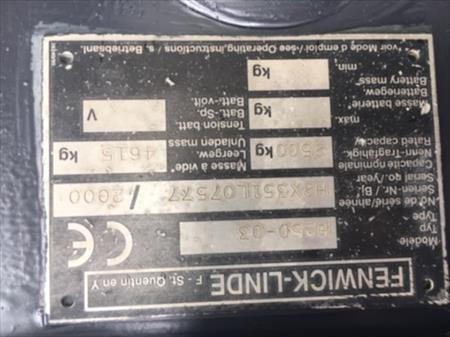 FENWICK-LINDE F - St. Quentin en Y
Modèle
Typ
Type
H250-03
CE
No de série/année
Serien-Nr./Bj.
Serial no./year
H2X351L07577 / 2000
Capacité nominale
Nenn-Tragfähigk.
Rated capacity
2500 kg
Masse à vide
Leergew.
Unladen mass
4615 kg
Masse batterie
Batteriegew.
Battery mass
max. kg
min. kg
Tension batt.
Batt.-Sp.
Batt.-volt.
V
voir Mode d'emploi/see Operating instructions / s. Betriebsanl.